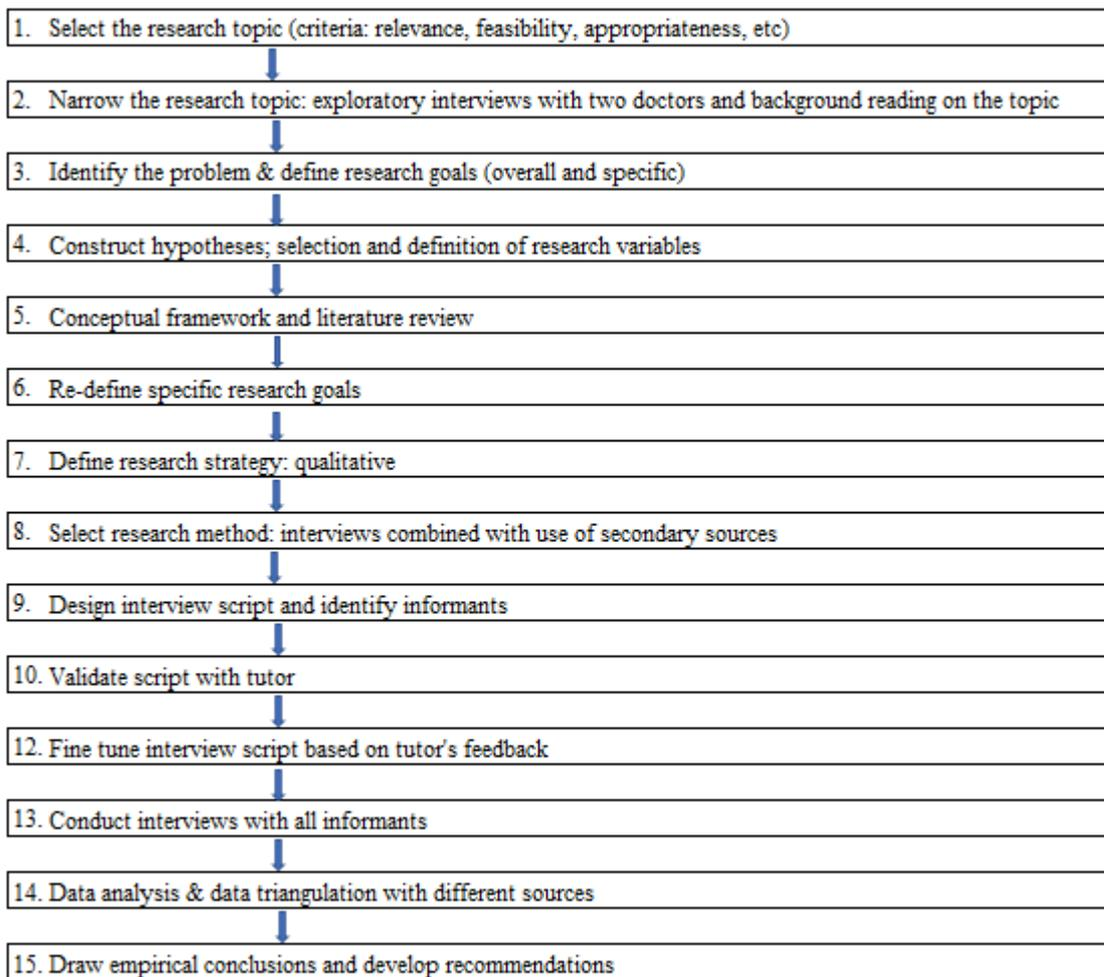 1. Select the research topic (criteria: relevance, feasibility, appropriateness, etc)
2. Narrow the research topic: exploratory interviews with two doctors and background reading on the topic
3. Identify the problem & define research goals (overall and specific)
4. Construct hypotheses; selection and definition of research variables
5. Conceptual framework and literature review
6. Re-define specific research goals
7. Define research strategy: qualitative
8. Select research method: interviews combined with use of secondary sources
9. Design interview script and identify informants
10. Validate script with tutor
12. Fine tune interview script based on tutor's feedback
13. Conduct interviews with all informants
14. Data analysis & data triangulation with different sources
15. Draw empirical conclusions and develop recommendations